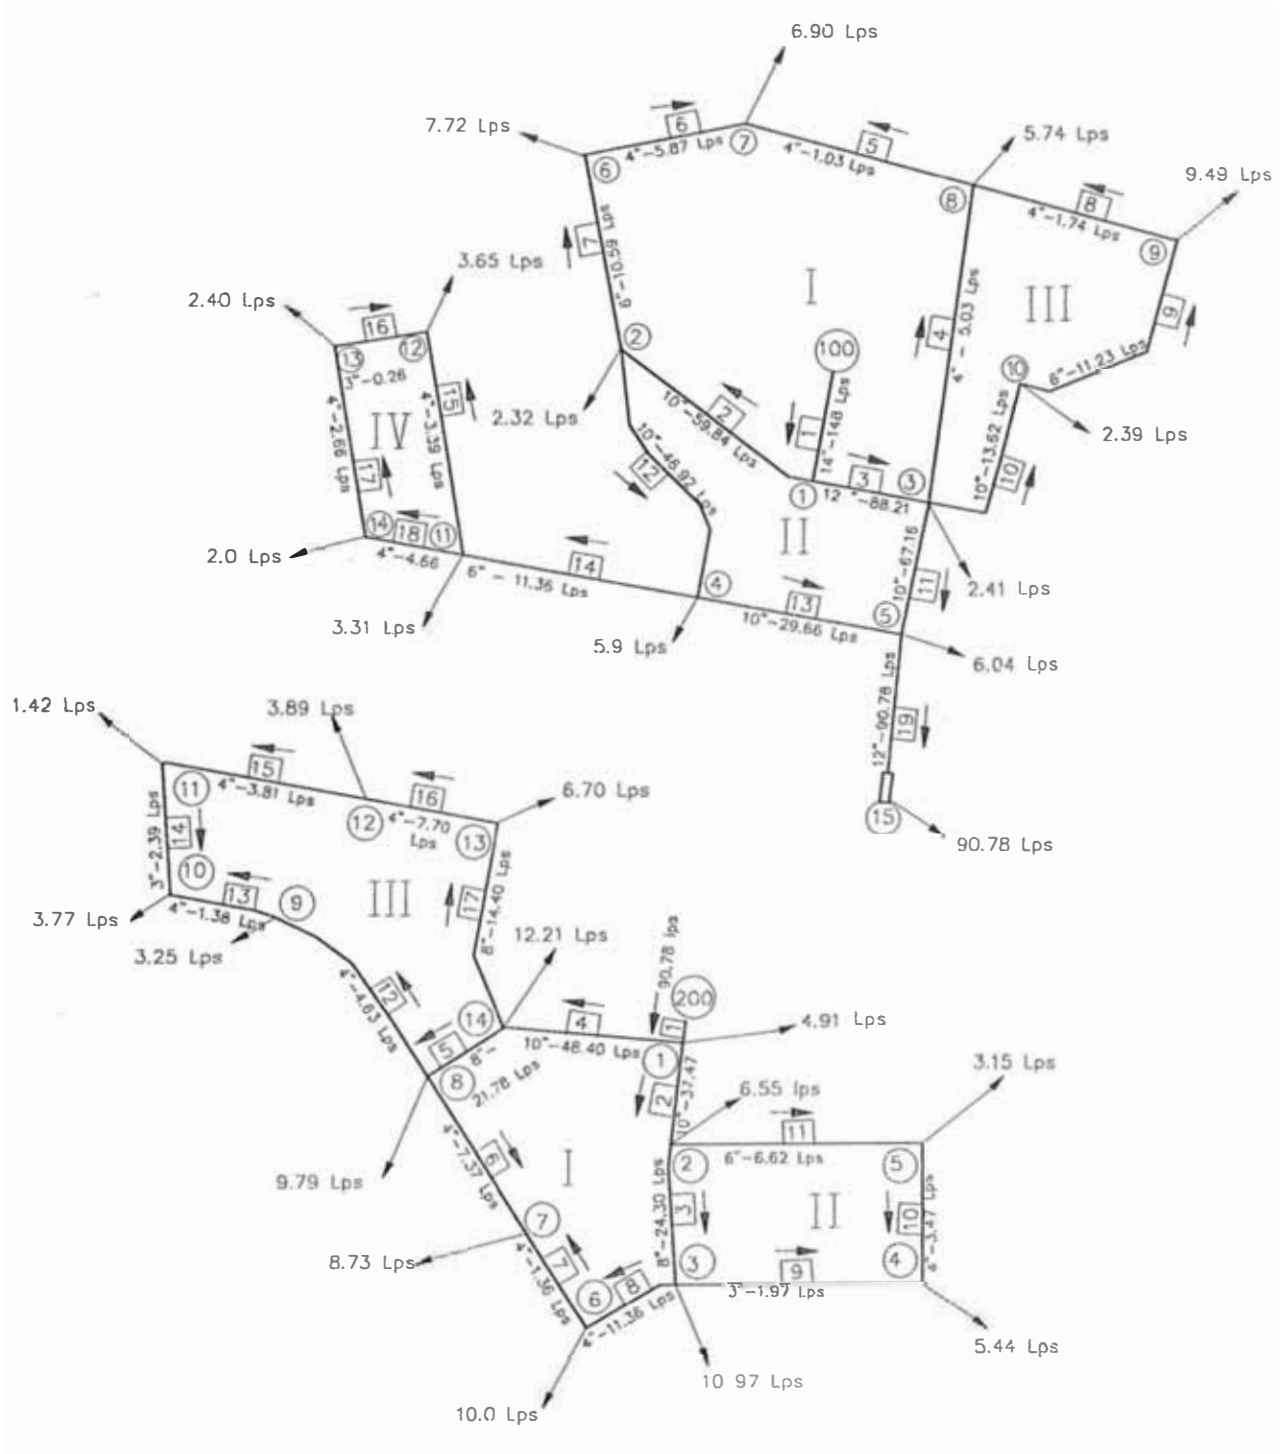 6.90 Lps
7.72 Lps
6
4"-5.87 Lps
7
5
4"-1.03 Lps
5.74 Lps
9.49 Lps
6
8
8
4"-1.74 Lps
9
7
6"-10.59 Lps
I
III
3.65 Lps
2.40 Lps
16
13
12
3"-0.26
2
100
4
4" - 5.03 Lps
9
6"-11.23 Lps
10
15
4"-3.39 Lps
IV
4"-2.66 Lps
17
2.32 Lps
2
10"-59.84 Lps
1
14"-148 Lps
2.39 Lps
10"-13.62 Lps
10
10"-46.92 Lps
12
3
3
1
12 "-88.21
II
14
18
11
2.0 Lps
4"-4.66
14
6" - 11.36 Lps
4
13
10"-29.66 Lps
5
10"-67.16
11
2.41 Lps
3.31 Lps
5.9 Lps
6.04 Lps
12"-90.78 Lps
19
15
90.78 Lps
1.42 Lps
3.89 Lps
15
11
4"-3.81 Lps
16
12
4"-7.70
Lps
13
6.70 Lps
3"-2.39 Lps
14
10
13
9
III
17
8"-14.40 Lps
3.77 Lps
4"-1.38 Lps
3.25 Lps
12.21 Lps
90.78 lps
200
12
4"-4.63 Lps
14
5
8"-
21.78 Lps
8
4
10"-48.40 Lps
1
1
4.91 Lps
2
10"-37.47
3.15 Lps
6.55 lps
11
6"-6.62 Lps
2
5
6
4"-7.37 Lps
I
9.79 Lps
3
8"-24.30 Lps
II
10
4"-3.47 Lps
7
8.73 Lps
7
4"-1.36 Lps
3
4
9
3"-1.97 Lps
6
8
4"-11.36 Lps
5.44 Lps
10 97 Lps
10.0 Lps